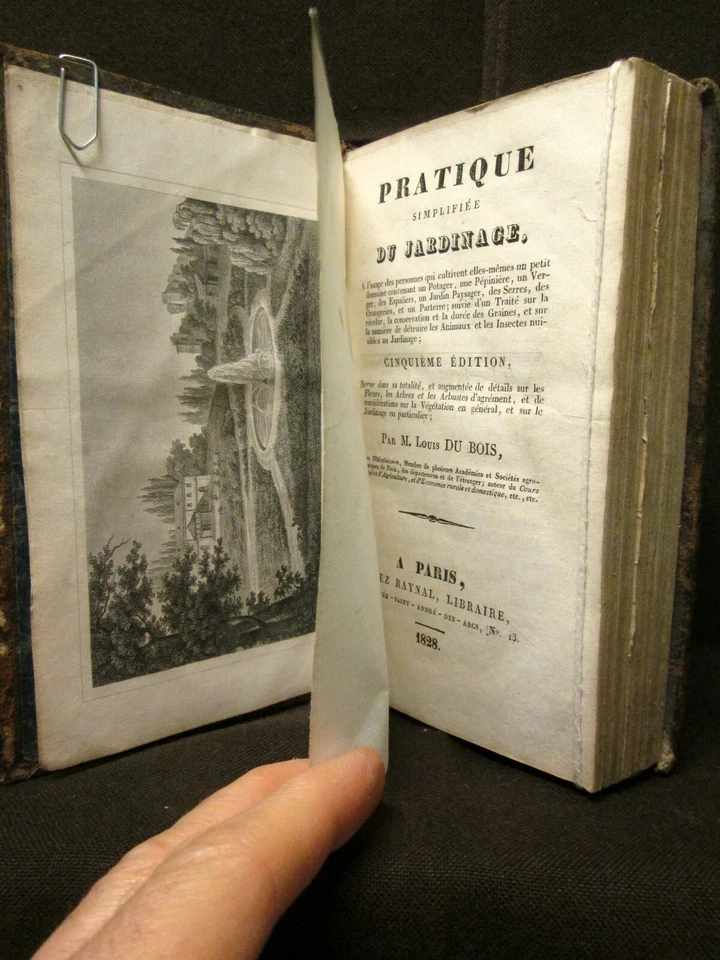 PRATIQUE
SIMPLIFIÉE
DU JARDINAGE,
A l'usage des personnes qui cultivent elles-mêmes un petit
domaine contenant un Potager, une Pépinière, un Ver-
ger, des Espaliers, un Jardin Paysager, des Serres, des
Orangeries, et un Parterre; suivie d'un Traité sur la
récolte, la conservation et la durée des Graines, et sur
la manière de détruire les Animaux et les Insectes nui-
sibles au Jardinage;
CINQUIÈME ÉDITION,
Revue dans sa totalité, et augmentée de détails sur les
Fleurs, les Arbres et les Arbustes d'agrément, et de
considérations sur la Végétation en général, et sur le
Jardinage en particulier;
PAR M. LOUIS DU BOIS,
Bibliothécaire, Membre de plusieurs Académies et Sociétés agro-
de Paris, des départemens et de l'étranger; auteur du Cours
d'Agriculture, et d'Économie rurale et domestique, etc., etc.
A PARIS,
EZ RAYNAL, LIBRAIRE,
SAINT-ANDRÉ-DES-ARCS, No. 13.
1828.